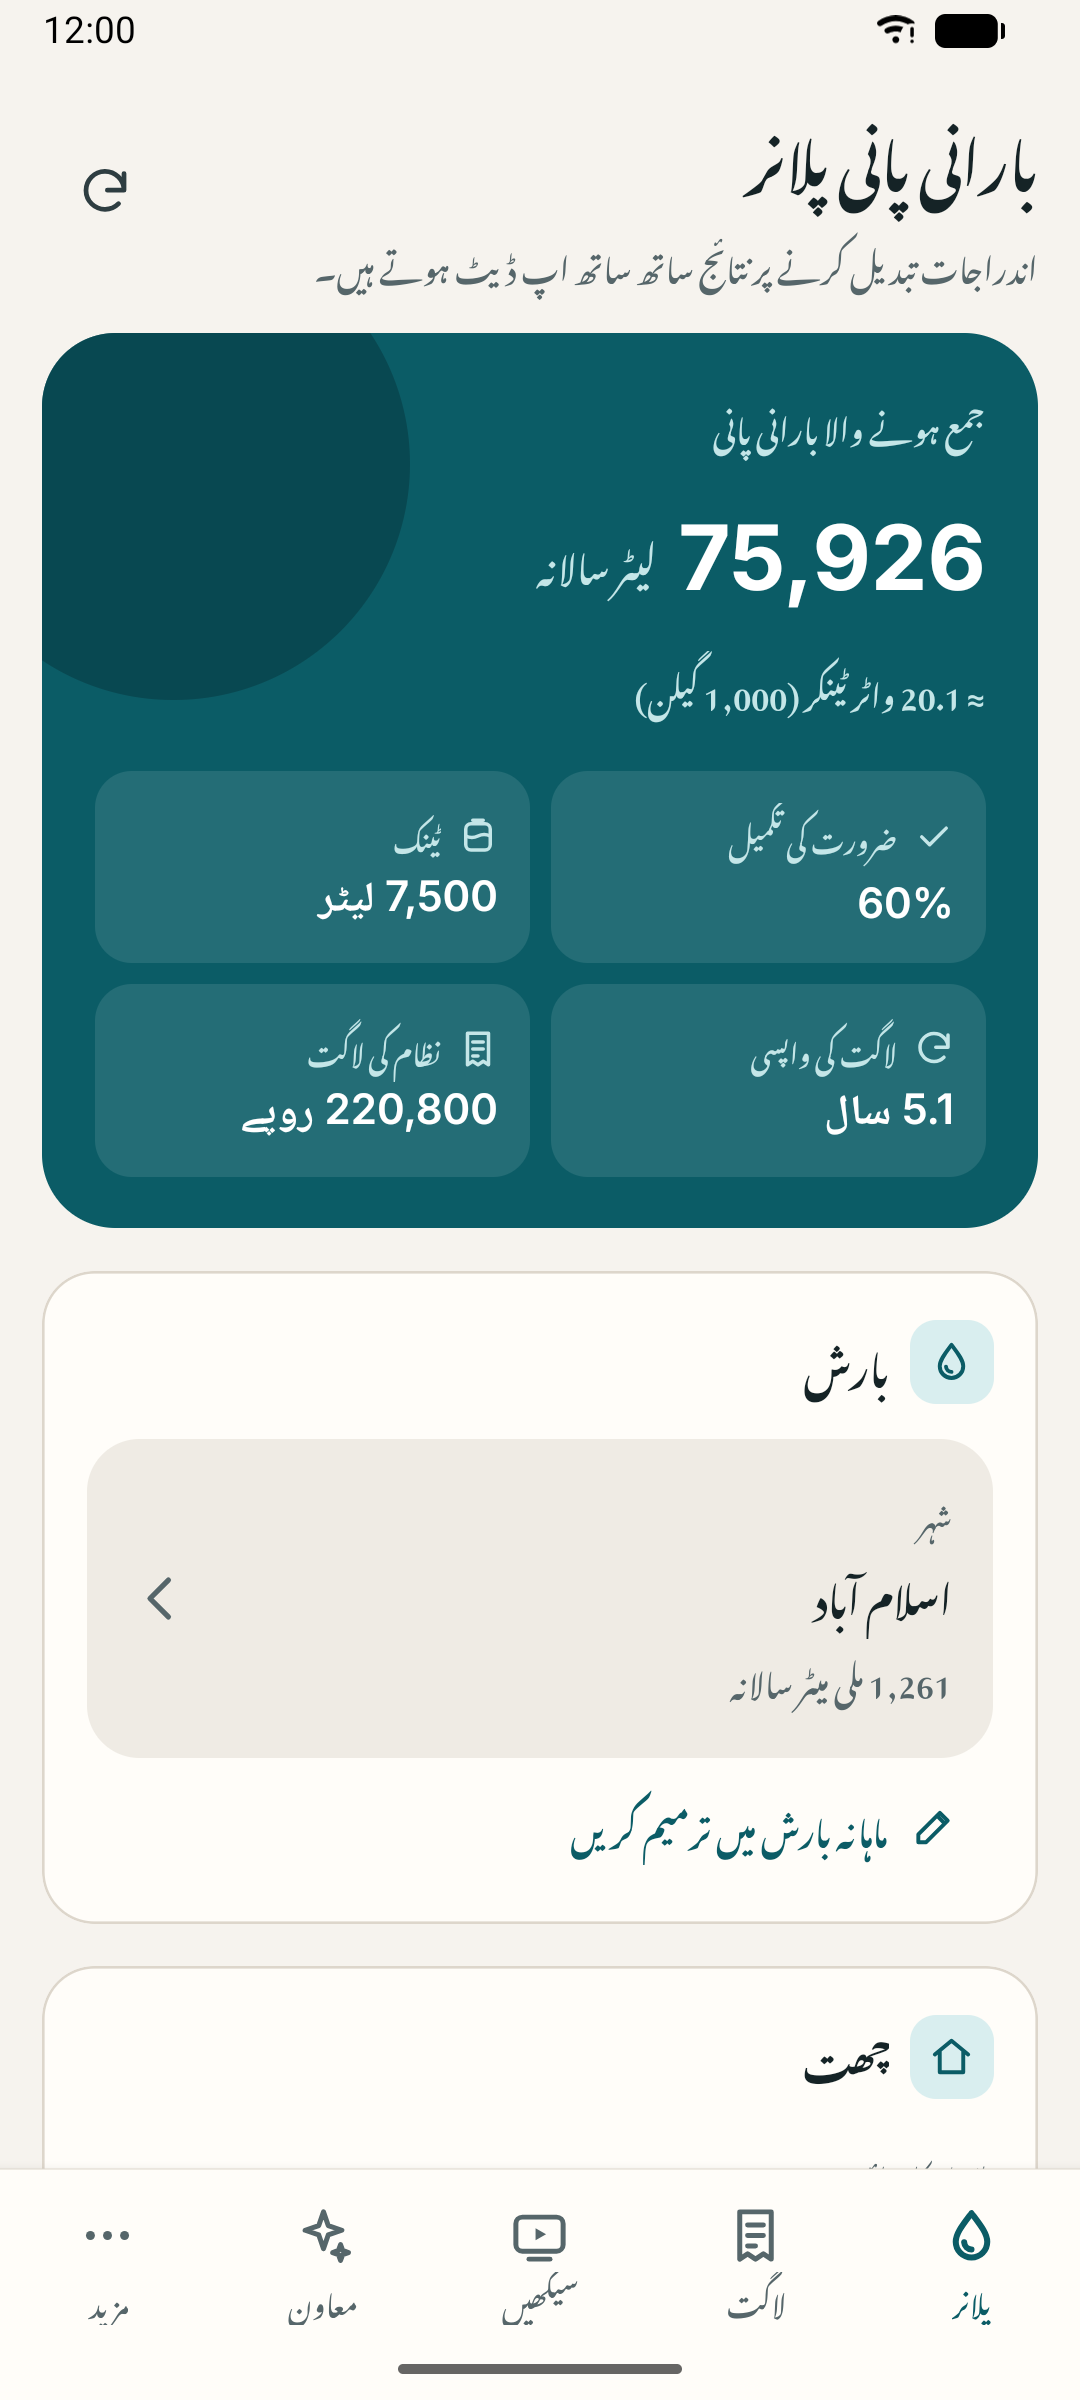 12:00
بارانی پانی پلانر
اندراجات تبدیل کرنے پر نتائج ساتھ ساتھ اپ ڈیٹ ہوتے ہیں۔
جمع ہونے والا بارانی پانی
75,926 لیٹر سالانہ
≈ 20.1 واٹر ٹینکر (1,000 گیلن)
ضرورت کی تکمیل
60%
ٹینک
7,500 لیٹر
لاگت کی واپسی
5.1 سال
نظام کی لاگت
220,800 روپے
بارش
شہر
اسلام آباد
1,261 ملی میٹر سالانہ
ماہانہ بارش میں ترمیم کریں
چھت
پلانر
لاگت
سیکھیں
معاون
مزید